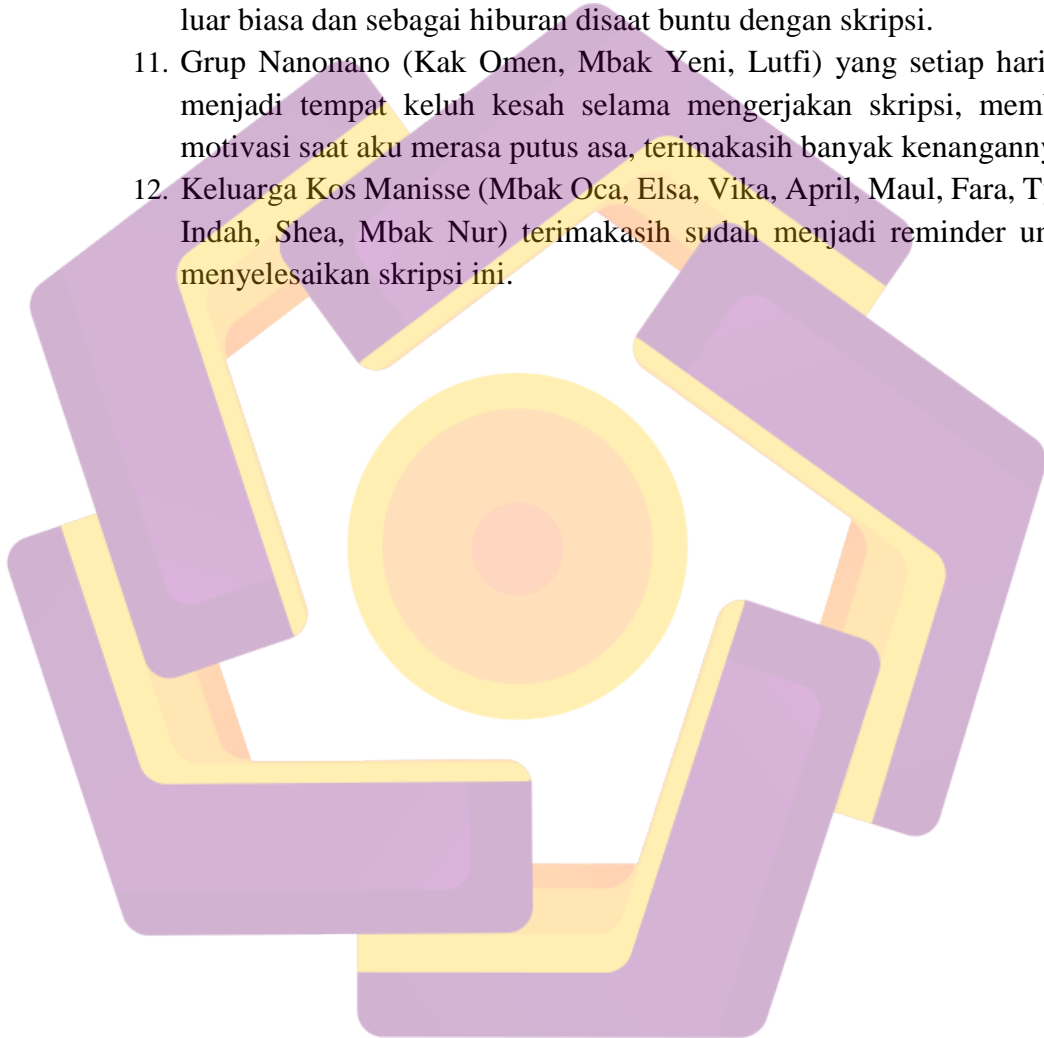 luar biasa dan sebagai hiburan disaat buntu dengan skripsi.
11. Grup Nanonano (Kak Omen, Mbak Yeni, Lutfi) yang setiap hari
menjadi tempat keluh kesah selama mengerjakan skripsi,
motivasi saat aku merasa putus asa, terimakasih banyak
12. Keluarga Kos Manisse (Mbak Oca, Elsa, Vika, April, Maul, Fara,
Indah, Shea, Mbak Nur) terimakasih sudah menjadi reminder
menyelesaikan skripsi ini.